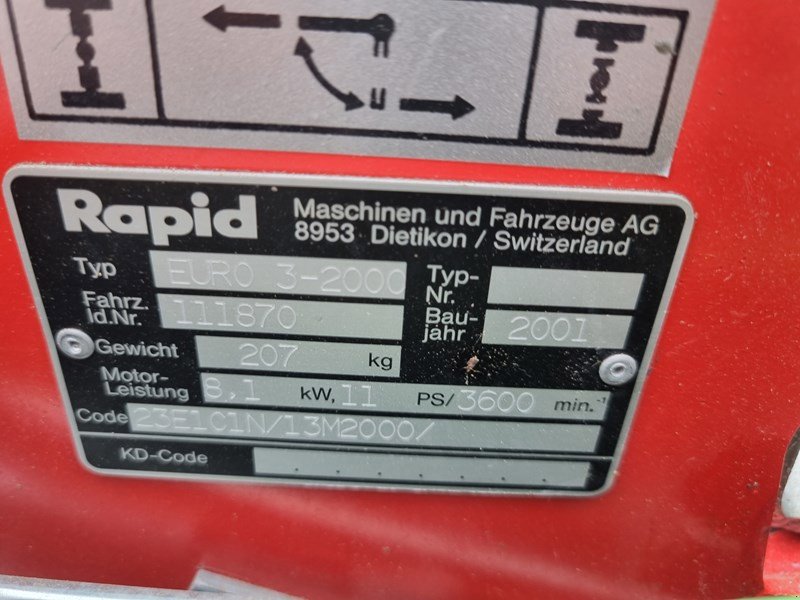 Rapid Maschinen und Fahrzeuge AG
8953 Dietikon / Switzerland
Typ EURO 3-2000 Typ-Nr.
Fahrz. Id.Nr. 111870 Bau-jahr 2001
Gewicht 207 kg
Motor-Leistung 8,1 kW, 11 PS/ 3600 min.⁻¹
Code 23E1C1N/13M2000/
KD-Code